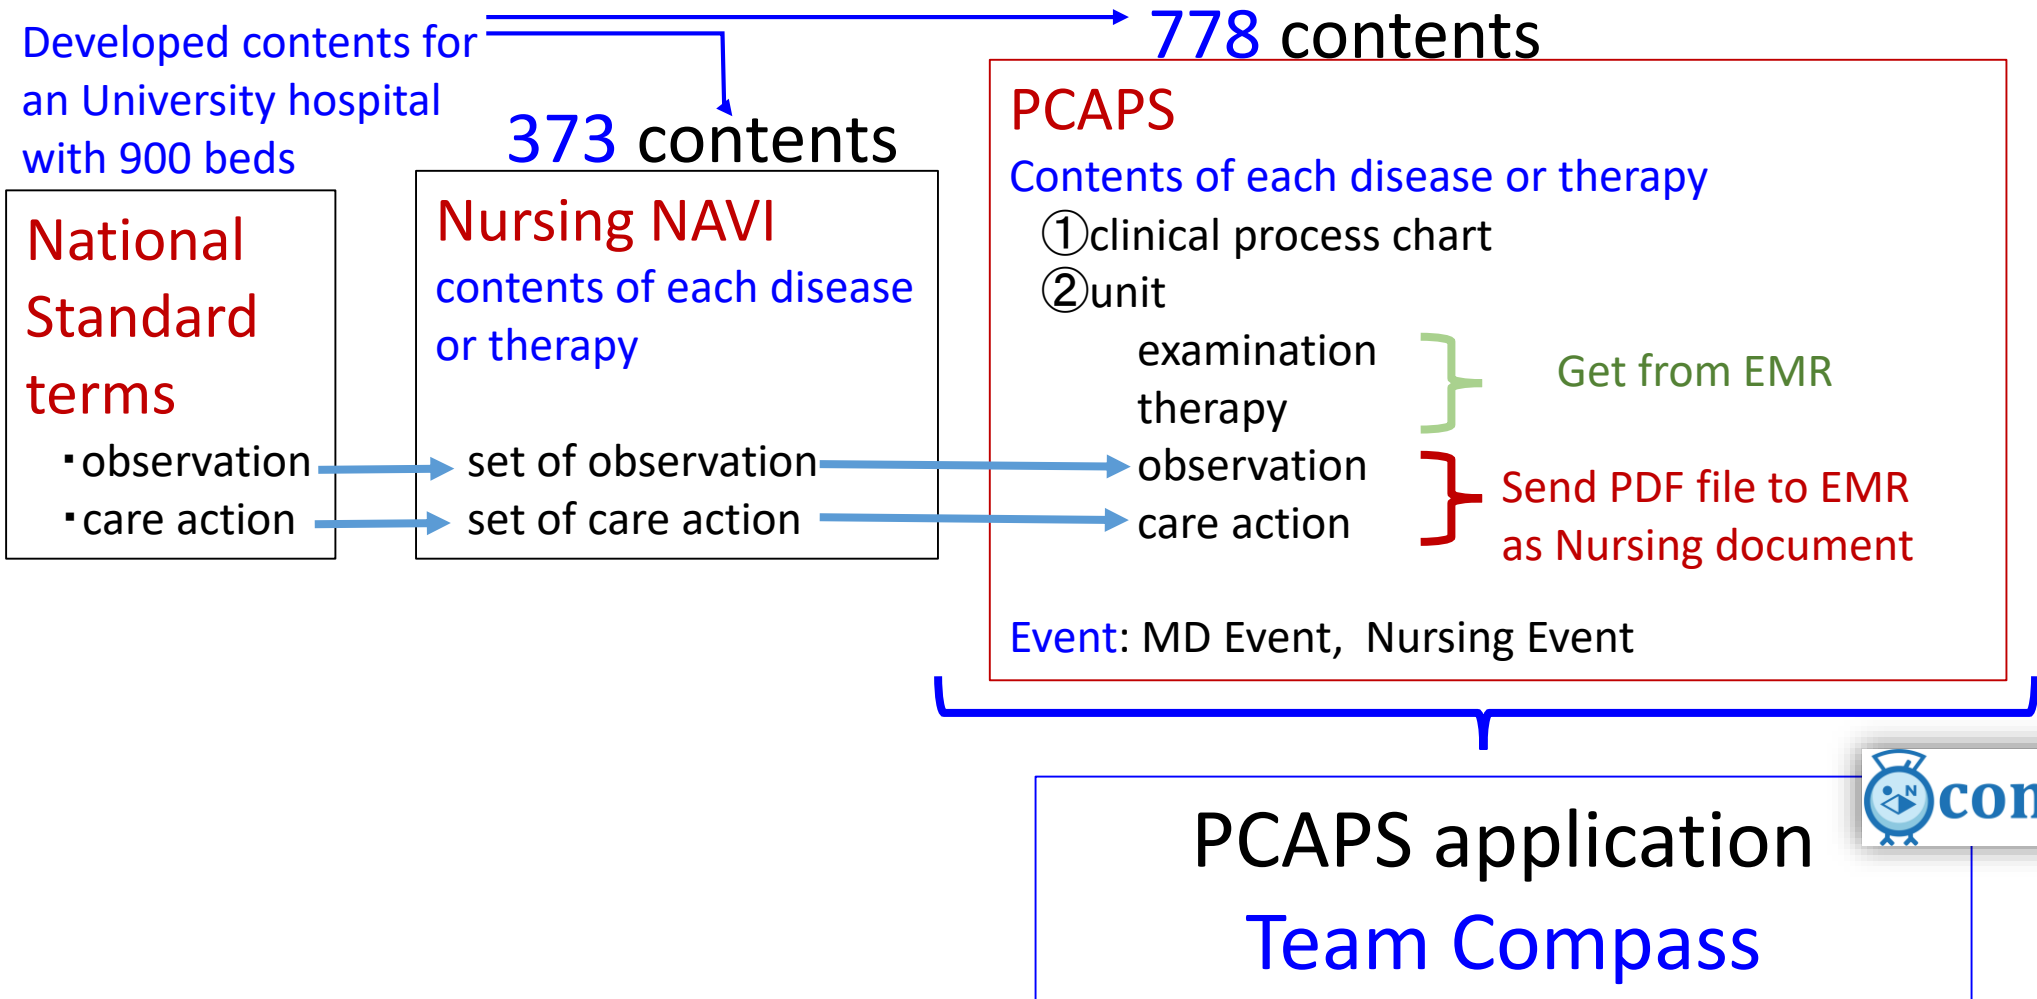 Developed contents for
an University hospital
with 900 beds
National
Standard
terms
・observation
・care action
373 contents
Nursing NAVI
contents of each disease
or therapy
set of observation
set of care action
778 contents
PCAPS
Contents of each disease or therapy
①clinical process chart
②unit
examination
therapy
Get from EMR
observation
care action
Send PDF file to EMR
as Nursing document
Event: MD Event, Nursing Event
N
PCAPS application
Team Compass